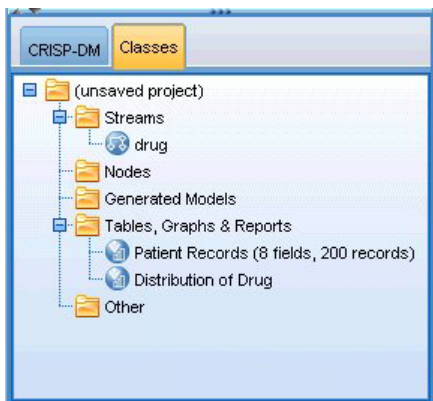 CRISP-DM Classes
(unsaved project)
Streams
drug
Nodes
Generated Models
Tables, Graphs & Reports
Patient Records (8 fields, 200 records)
Distribution of Drug
Other